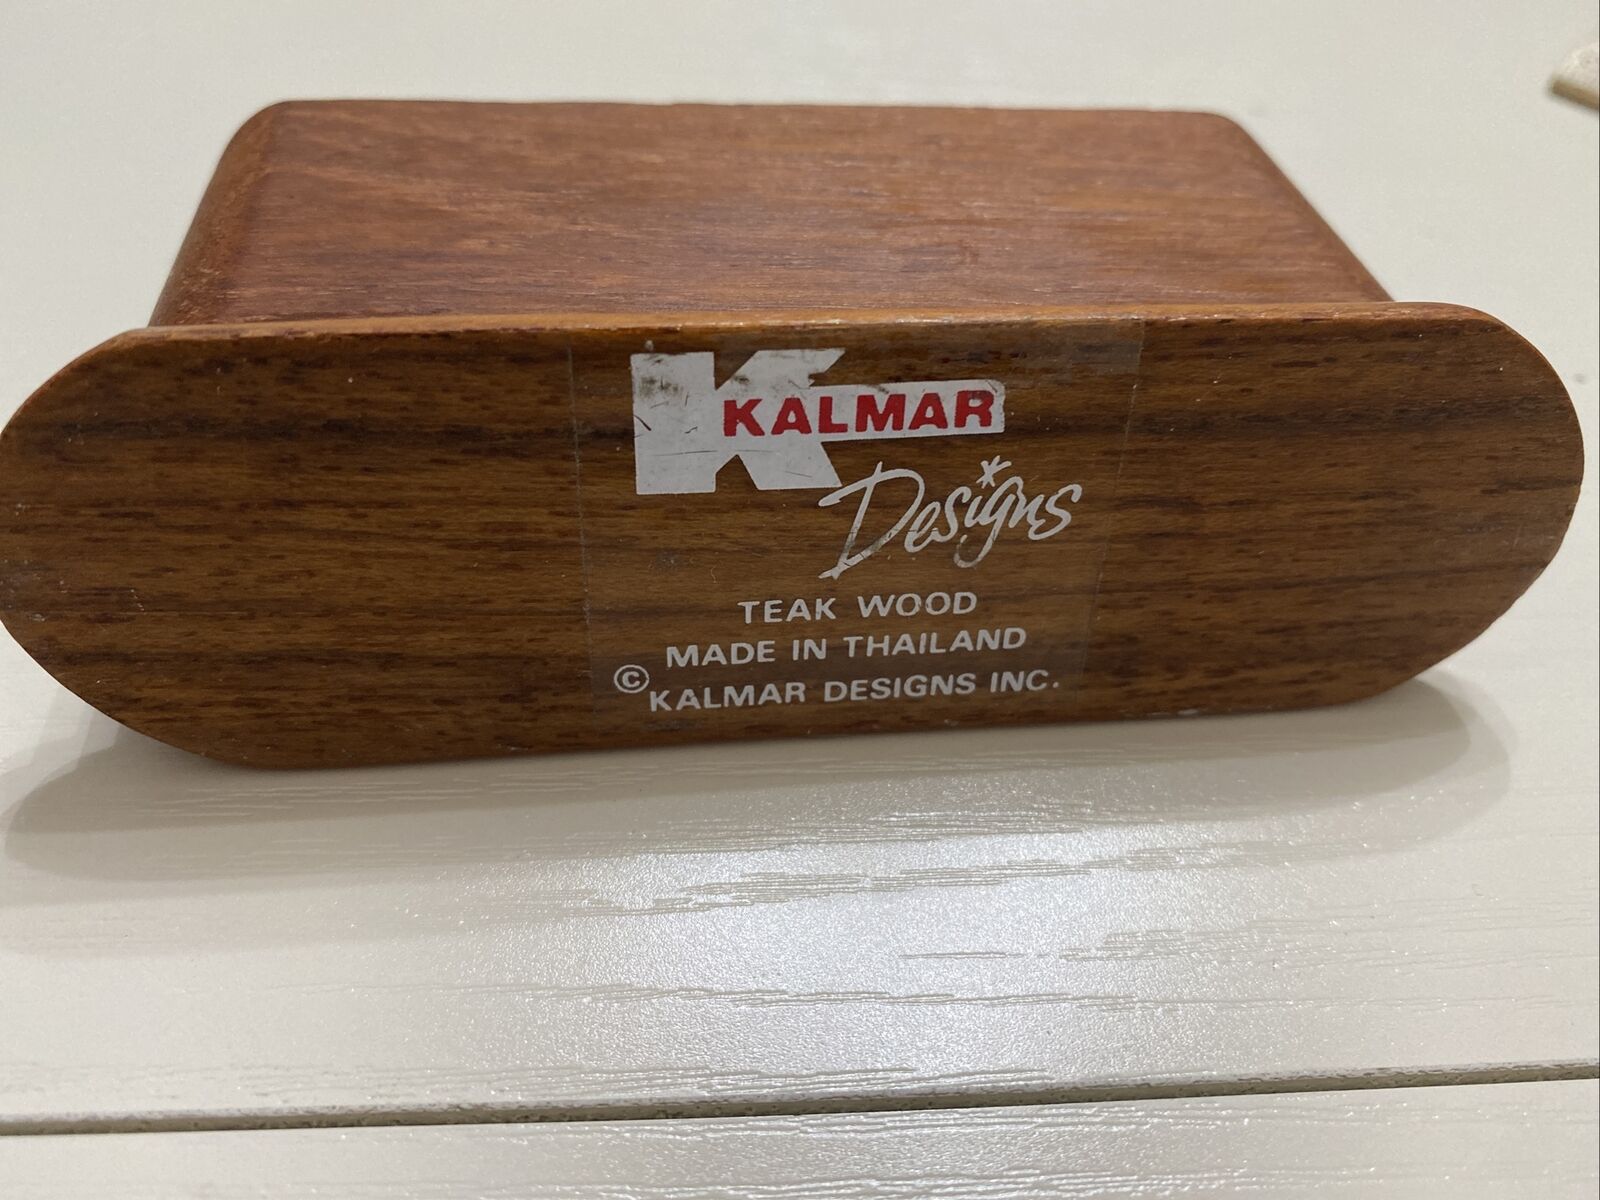 K KALMAR
Designs
TEAK WOOD
MADE IN THAILAND
© KALMAR DESIGNS INC.